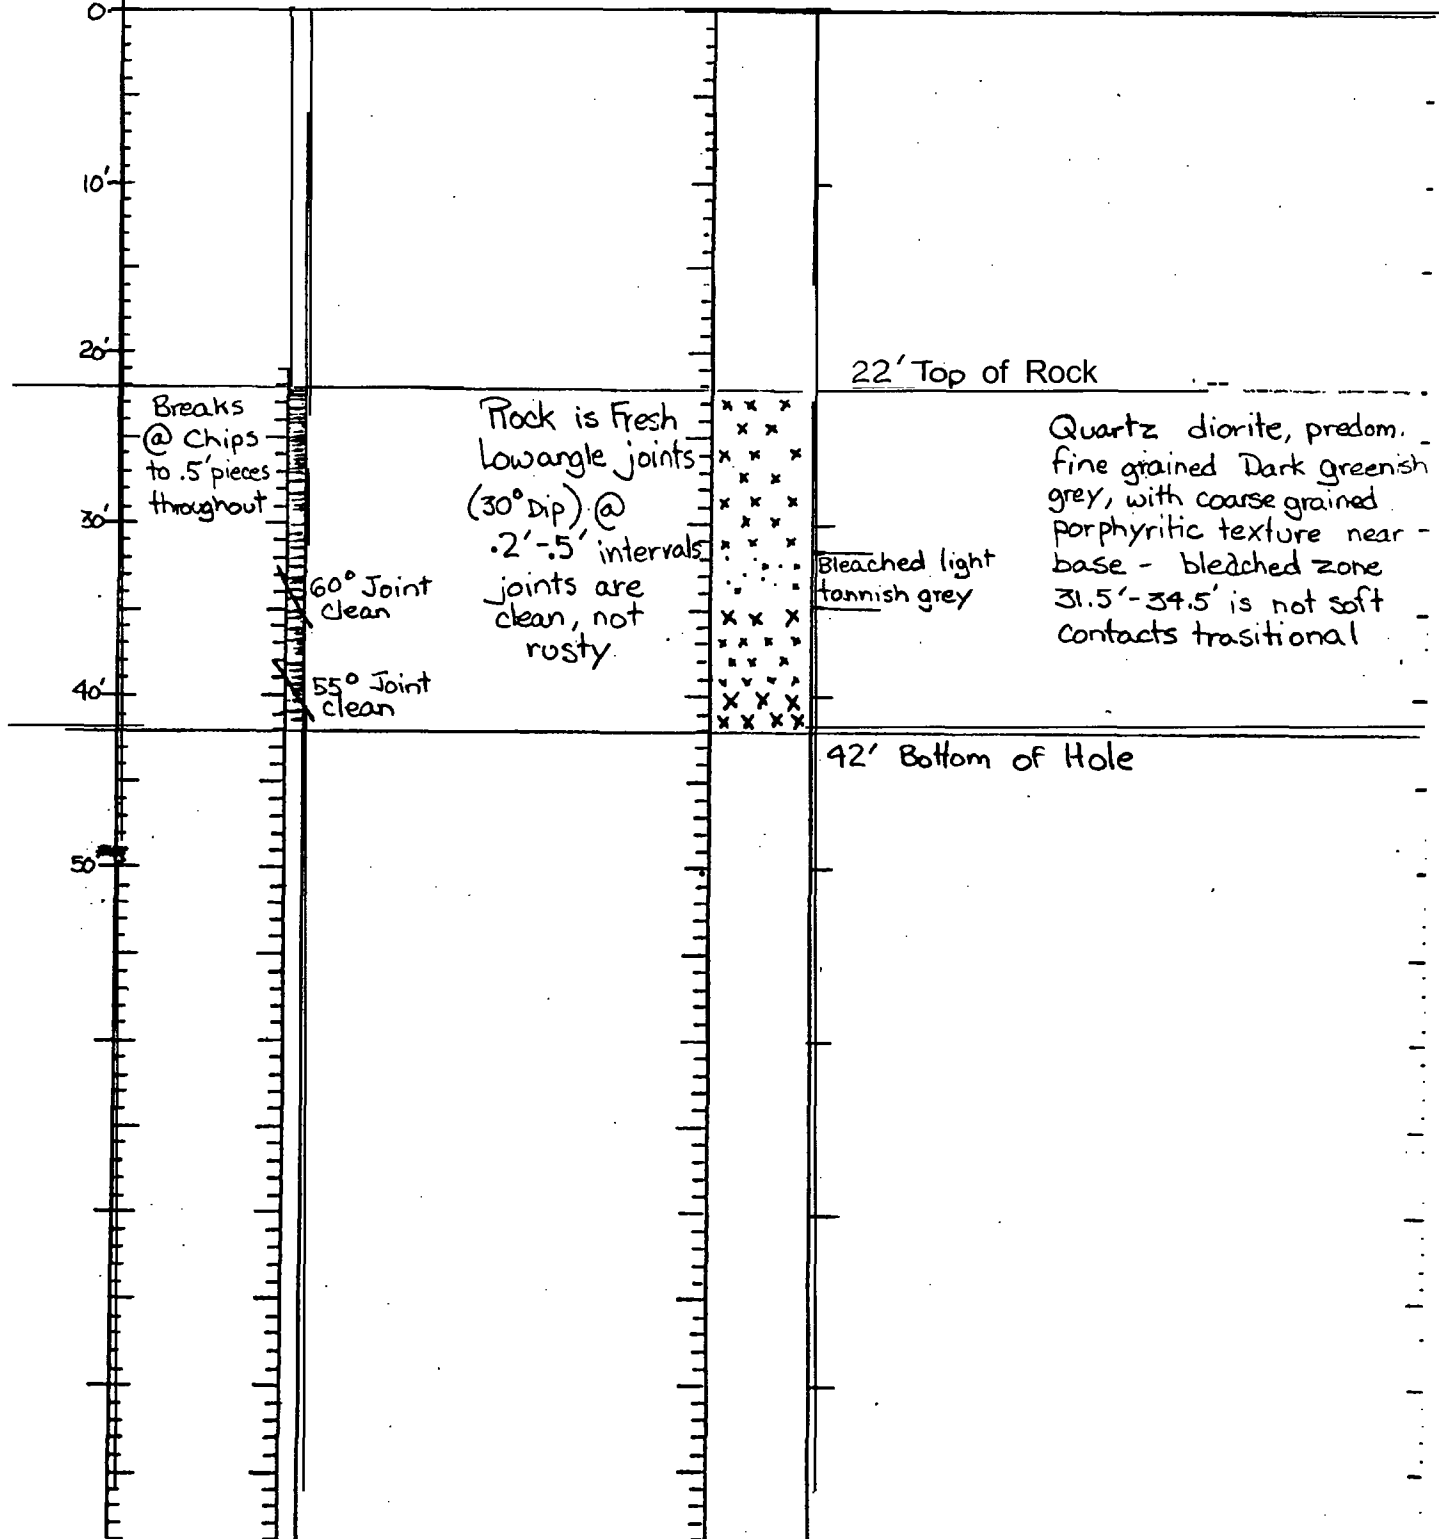 0
10'
20'
30'
40'
50
22' Top of Rock
Breaks
@ Chips
to .5' pieces
throughout
60° Joint
clean
55° Joint
clean
Rock is Fresh
Low angle joints
(30° Dip) @
.2'-.5' intervals
joints are
clean, not
rusty
Bleached light
tannish grey
Quartz diorite, predom.
fine grained Dark greenish
grey, with coarse grained
porphyritic texture near
base - bleached zone
31.5'-34.5' is not soft
contacts trasitional
42' Bottom of Hole